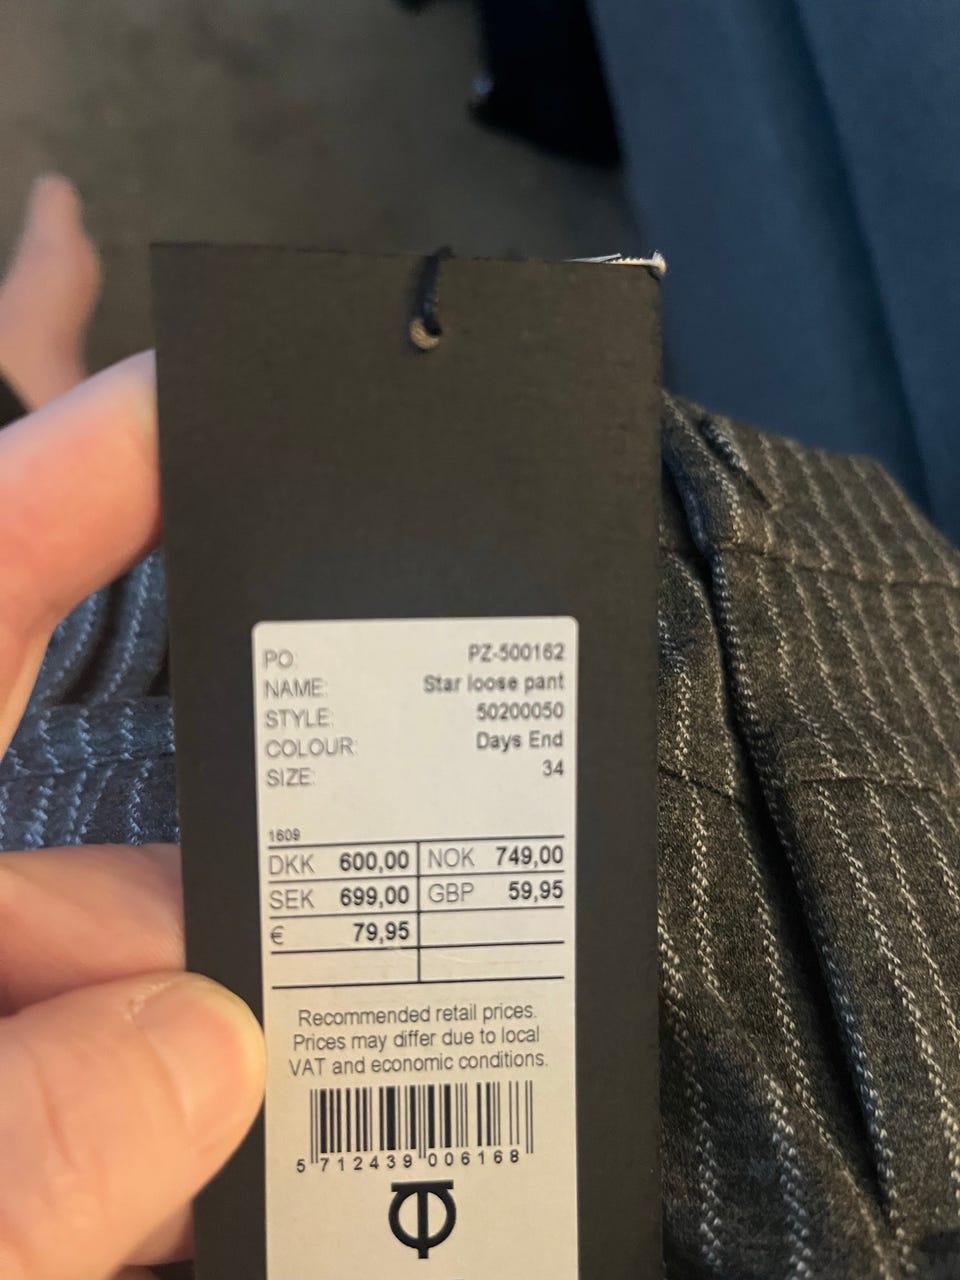 PO: PZ-500162
NAME: Star loose pant
STYLE: 50200050
COLOUR: Days End
SIZE: 34
1609
DKK 600,00 NOK 749,00
SEK 699,00 GBP 59,95
€ 79,95
Recommended retail prices.
Prices may differ due to local
VAT and economic conditions.
5 712439 006168